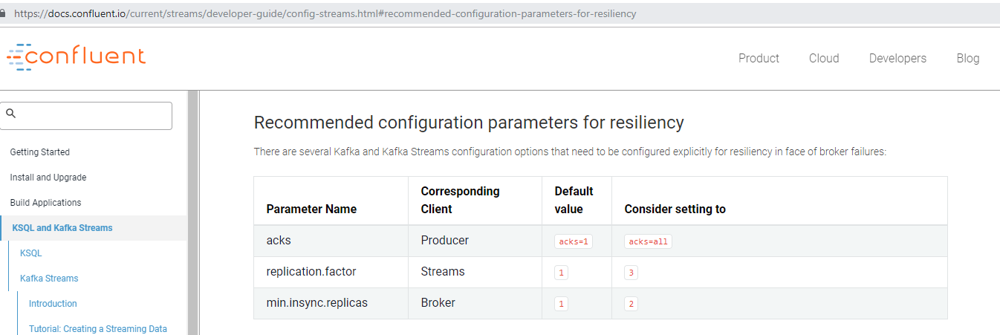 https://docs.confluent.io/current/streams/developer-guide/config-streams.html#recommended-configuration-parameters-for-resiliency
confluent
Product
Cloud
Developers
Blog
Getting Started
Install and Upgrade
Build Applications
KSQL and Kafka Streams
KSQL
Kafka Streams
Introduction
Tutorial: Creating a Streaming Data
Recommended configuration parameters for resiliency
There are several Kafka and Kafka Streams configuration options that need to be configured explicitly for resiliency in face of broker failures:
Parameter Name
Corresponding
Client
Default
value
Consider setting to
acks
Producer
acks=1
acks=all
replication.factor
Streams
1
3
min.insync.replicas
Broker
1
2